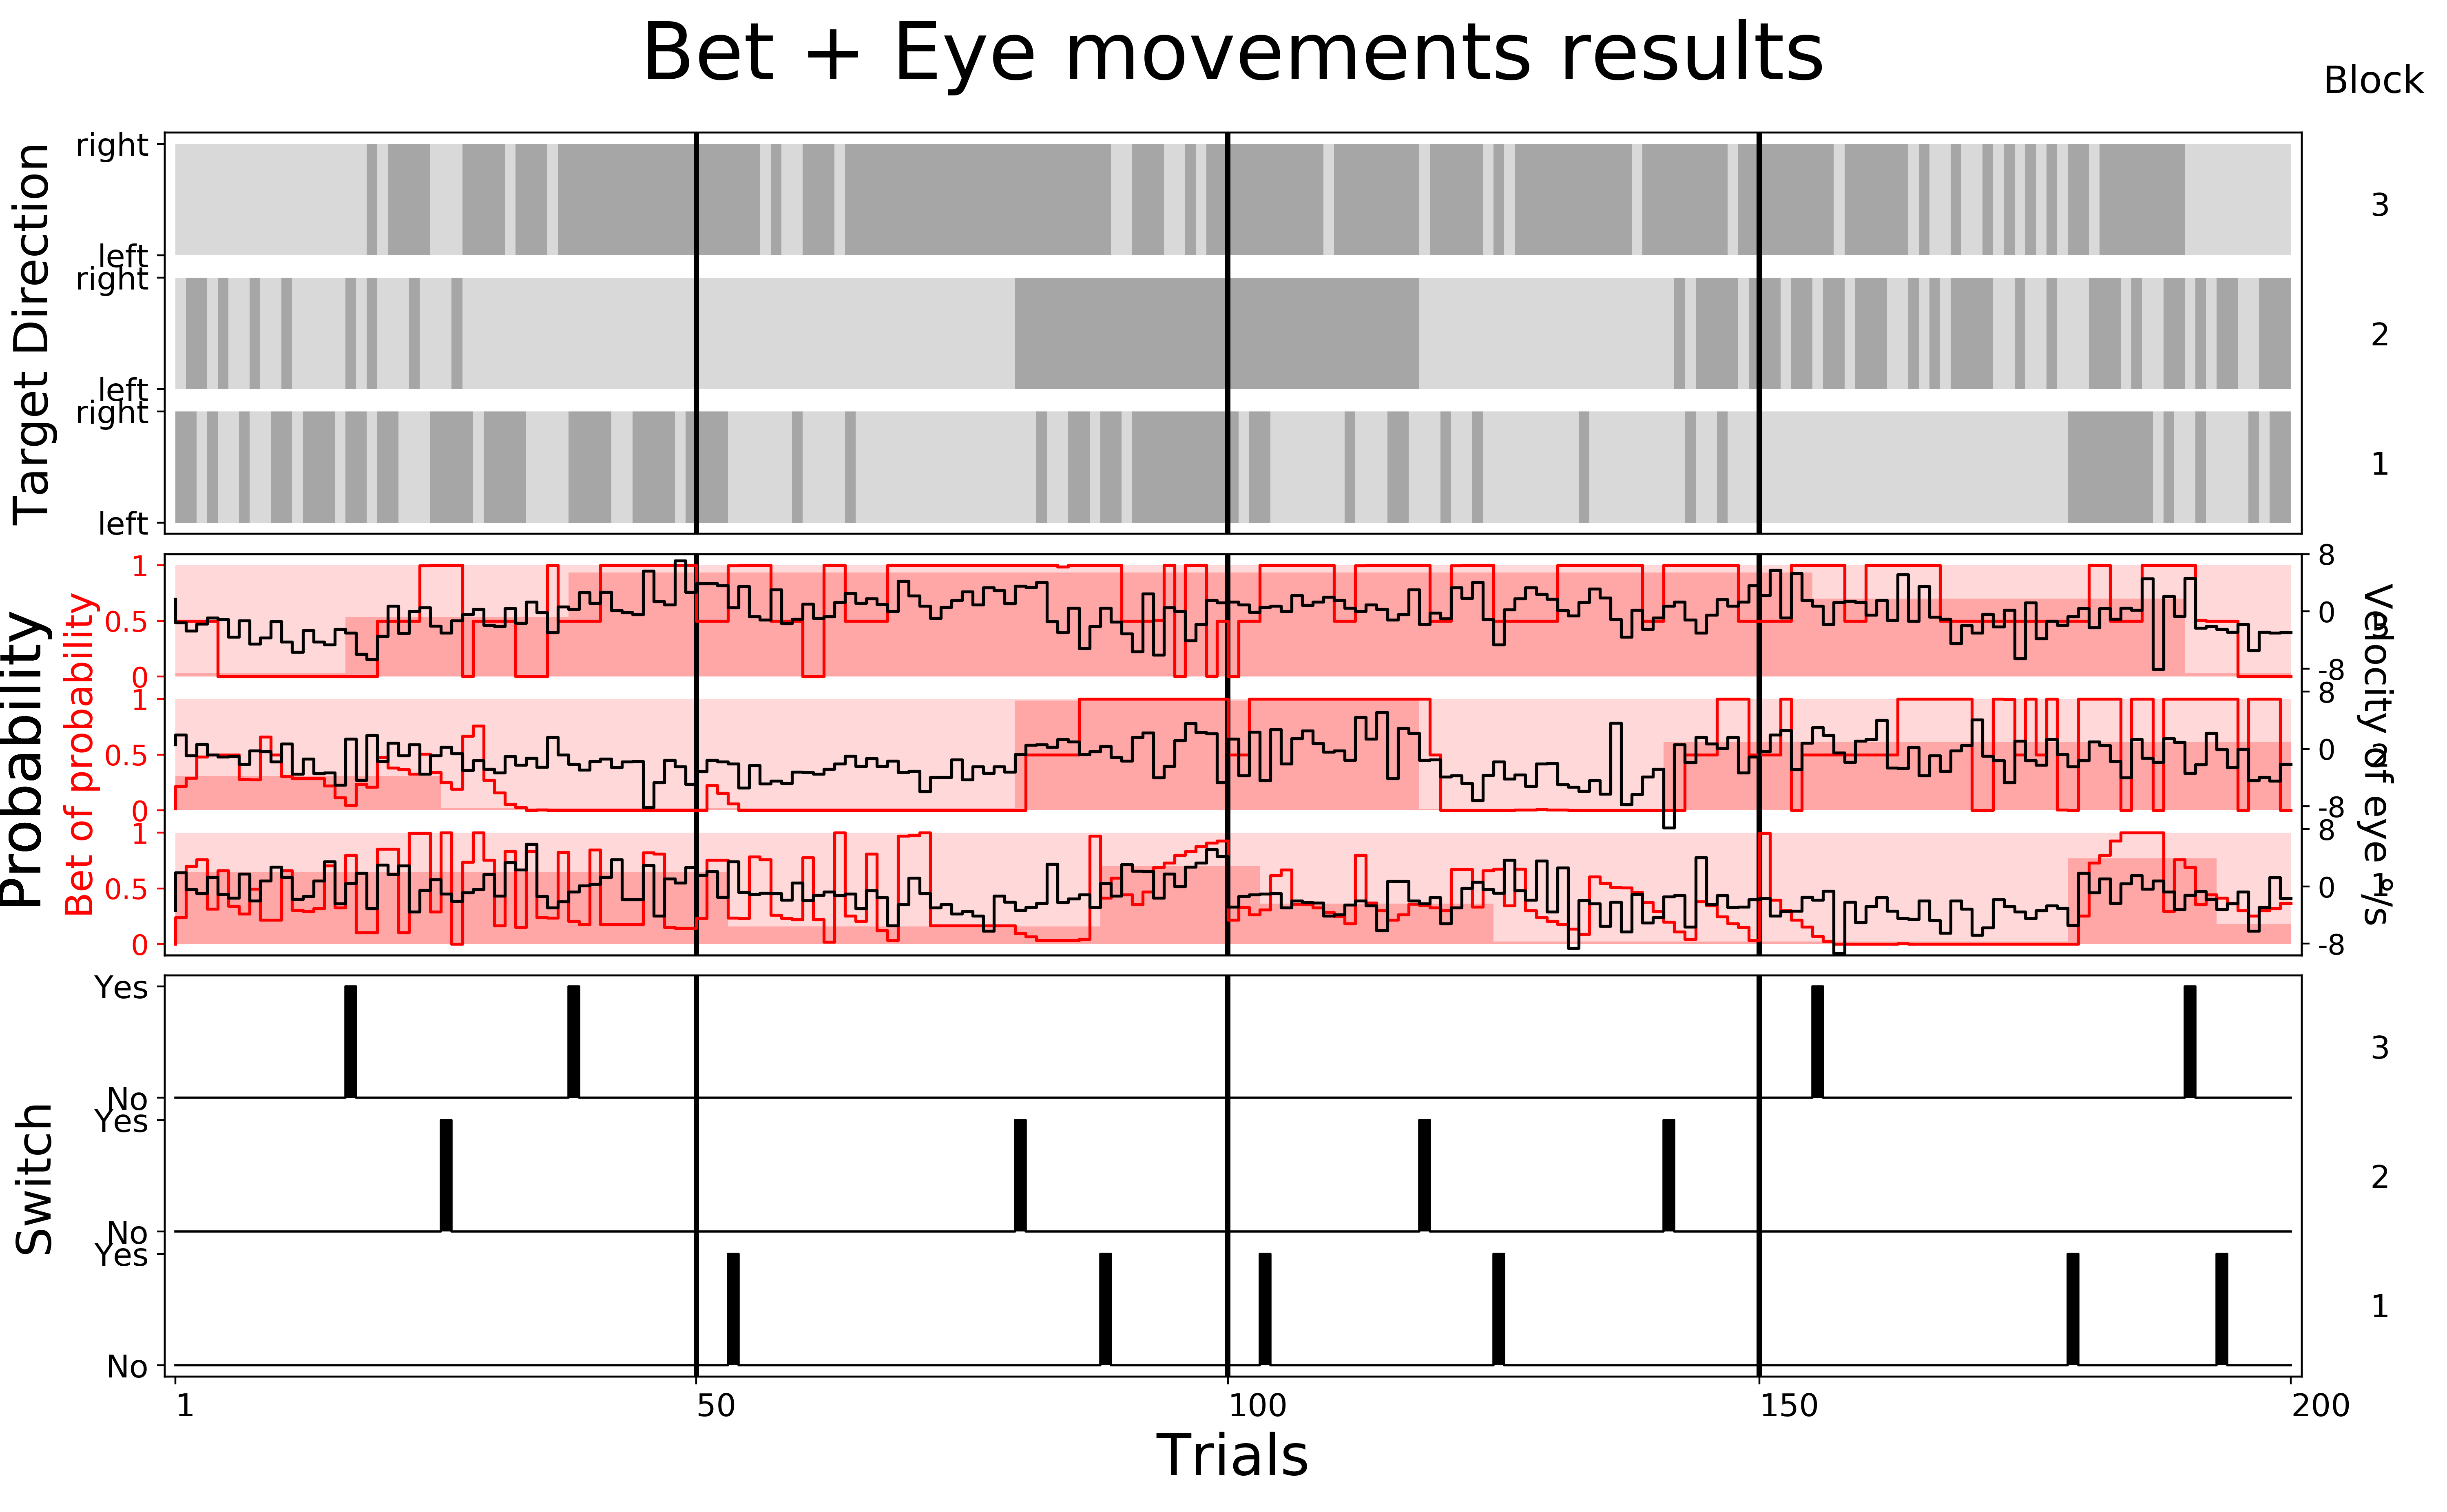 Bet + Eye movements results
Block
Target Direction
right
left
3
right
left
2
right
left
1
Probability
Bet of probability
1
0.5
0
1
0.5
0
1
0.5
0
8
0
-8
8
0
-8
8
0
-8
Velocity of eye °/s
Switch
Yes
No
3
Yes
No
2
Yes
No
1
1
50
100
150
200
Trials